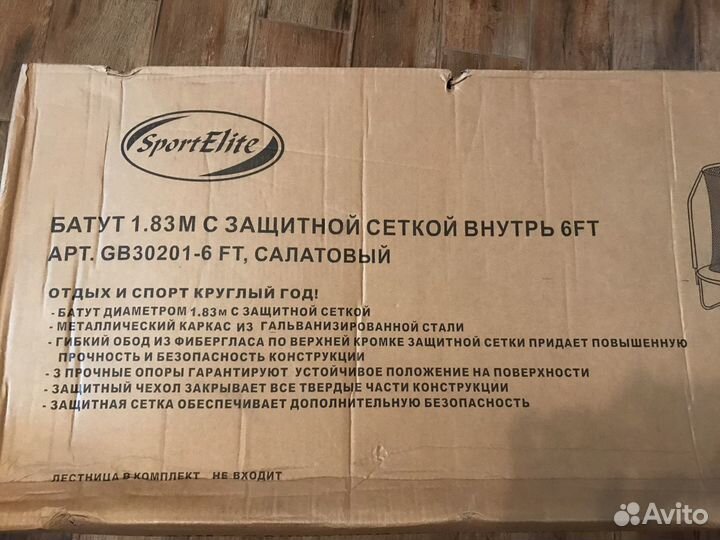 SportElite
БАТУТ 1.83М С ЗАЩИТНОЙ СЕТКОЙ ВНУТРЬ 6FT
АРТ. GB30201-6 FT, САЛАТОВЫЙ
ОТДЫХ И СПОРТ КРУГЛЫЙ ГОД!
- БАТУТ ДИАМЕТРОМ 1.83м С ЗАЩИТНОЙ СЕТКОЙ
- МЕТАЛЛИЧЕСКИЙ КАРКАС ИЗ ГАЛЬВАНИЗИРОВАННОЙ СТАЛИ
- ГИБКИЙ ОБОД ИЗ ФИБЕРГЛАСА ПО ВЕРХНЕЙ КРОМКЕ ЗАЩИТНОЙ СЕТКИ ПРИДАЕТ ПОВЫШЕННУЮ
ПРОЧНОСТЬ И БЕЗОПАСНОСТЬ КОНСТРУКЦИИ
- 3 ПРОЧНЫЕ ОПОРЫ ГАРАНТИРУЮТ УСТОЙЧИВОЕ ПОЛОЖЕНИЕ НА ПОВЕРХНОСТИ
- ЗАЩИТНЫЙ ЧЕХОЛ ЗАКРЫВАЕТ ВСЕ ТВЕРДЫЕ ЧАСТИ КОНСТРУКЦИИ
- ЗАЩИТНАЯ СЕТКА ОБЕСПЕЧИВАЕТ ДОПОЛНИТЕЛЬНУЮ БЕЗОПАСНОСТЬ
ЛЕСТНИЦА В КОМПЛЕКТ НЕ ВХОДИТ
Avito